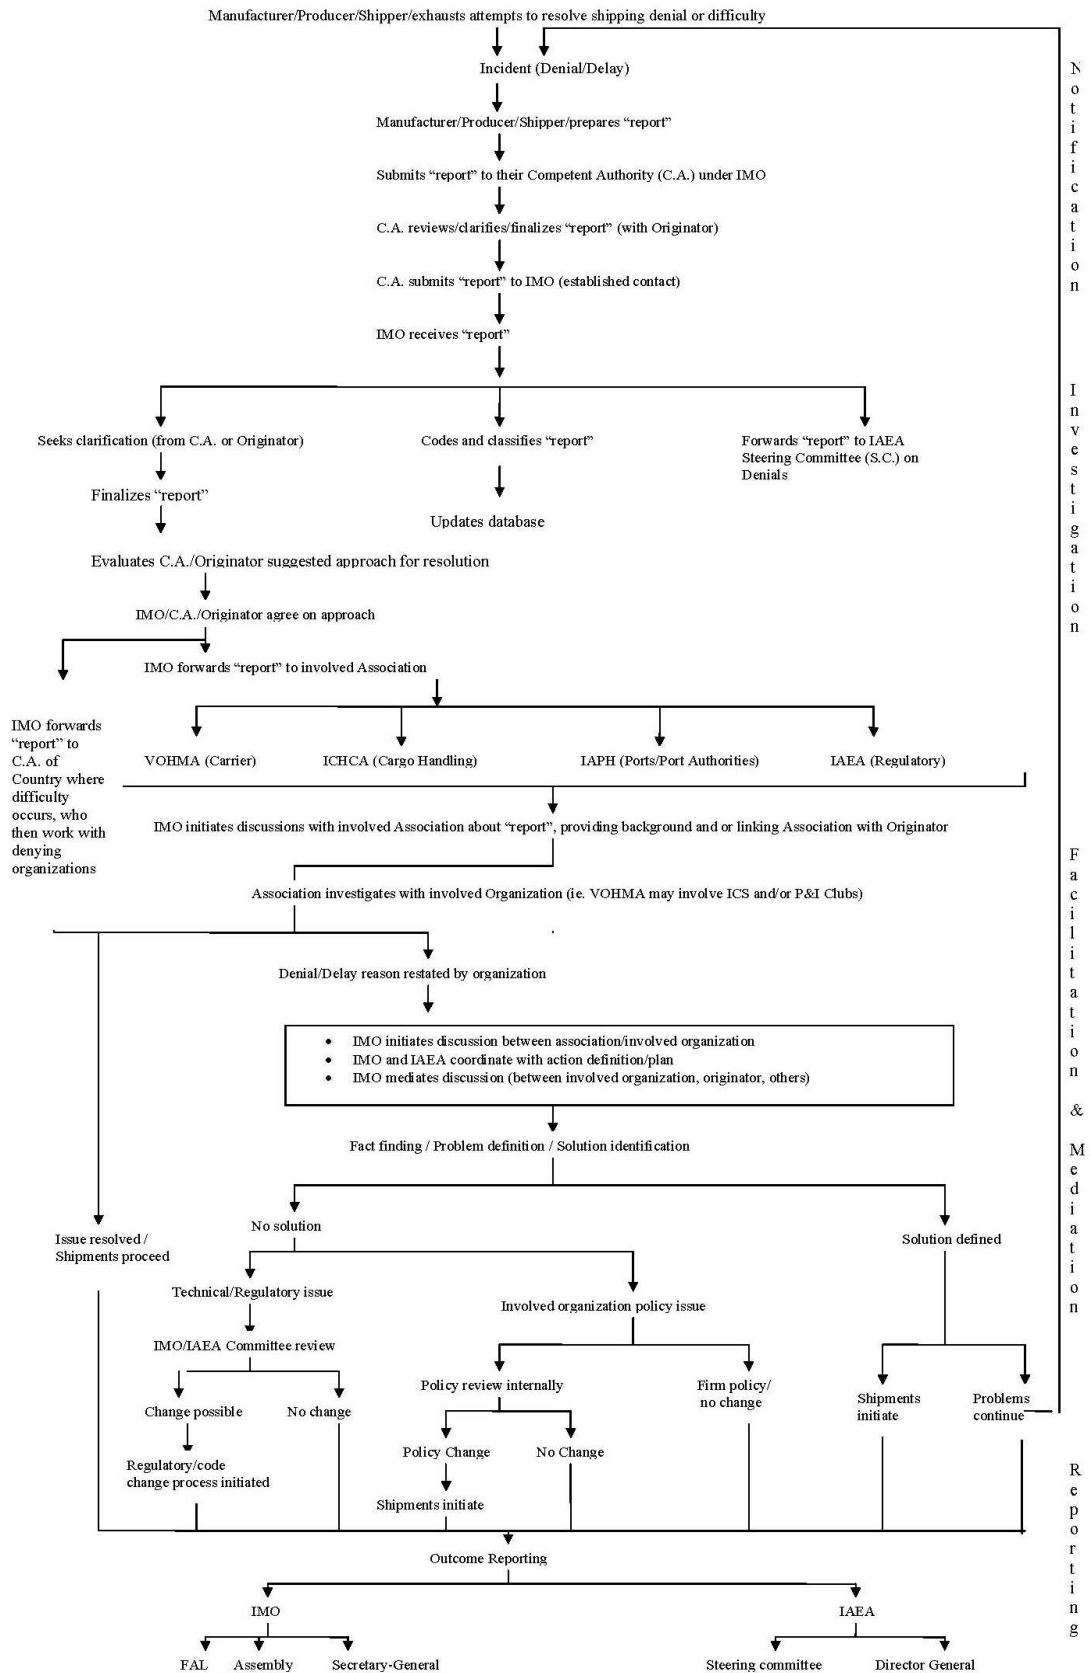 Manufacturer/Producer/Shipper/exhausts attempts to resolve shipping denial or difficulty
Incident (Denial/Delay)
Manufacturer/Producer/Shipper/prepares “report”
Submits “report” to their Competent Authority (C.A.) under IMO
C.A. reviews/clarifies/finalizes “report” (with Originator)
C.A. submits “report” to IMO (established contact)
IMO receives “report”
Notification
Seeks clarification (from C.A. or Originator)
Codes and classifies “report”
Forwards “report” to IAEA
Steering Committee (S.C.) on
Denials
Finalizes “report”
Updates database
Evaluates C.A./Originator suggested approach for resolution
IMO/C.A./Originator agree on approach
Investigation
IMO forwards “report” to involved Association
IMO forwards
“report” to
C.A. of
Country where
difficulty
occurs, who
then work with
denying
organizations
VOHMA (Carrier)
ICHCA (Cargo Handling)
IAPH (Ports/Port Authorities)
IAEA (Regulatory)
IMO initiates discussions with involved Association about “report”, providing background and or linking Association with Originator
Association investigates with involved Organization (ie. VOHMA may involve ICS and/or P&I Clubs)
Denial/Delay reason restated by organization
• IMO initiates discussion between association/involved organization
• IMO and IAEA coordinate with action definition/plan
• IMO mediates discussion (between involved organization, originator, others)
Fact finding / Problem definition / Solution identification
Facilitation & Mediation
Issue resolved /
Shipments proceed
No solution
Solution defined
Technical/Regulatory issue
Involved organization policy issue
IMO/IAEA Committee review
Change possible
No change
Policy review internally
Firm policy/
no change
Shipments
initiate
Problems
continue
Regulatory/code
change process initiated
Policy Change
No Change
Shipments initiate
Outcome Reporting
Reporting
IMO
IAEA
FAL
Assembly
Secretary-General
Steering committee
Director General